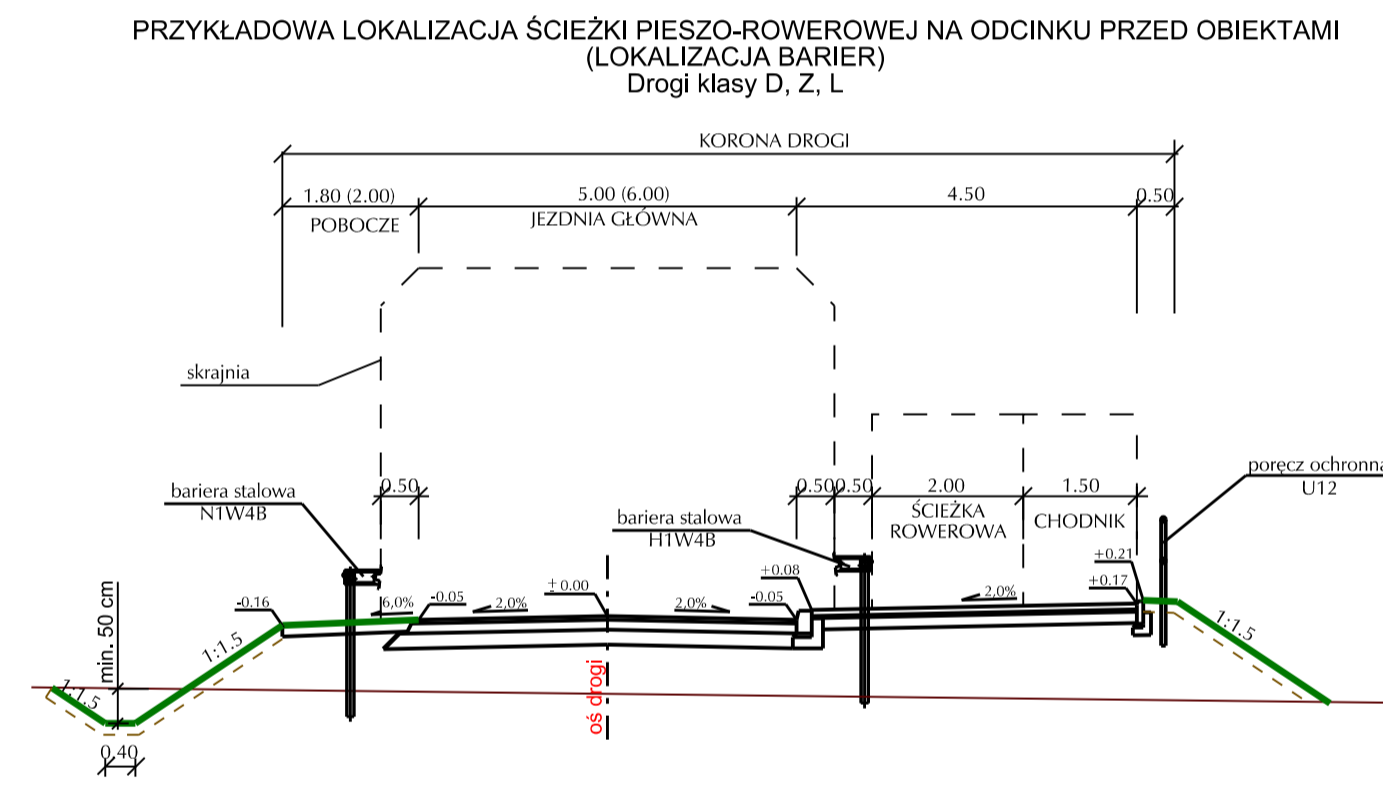 PRZYKŁADOWA LOKALIZACJA ŚCIEŻKI PIESZO-ROWEROWEJ NA ODCINKU PRZED OBIEKTAMI
(LOKALIZACJA BARIER)
Drogi klasy D, Z, L
KORONA DROGI
1.80 (2.00)
5.00 (6.00)
4.50
0.50
POBOCZE
JEZDNIA GŁÓWNA
skrajnia
bariera stalowa
N1W4B
0.50
bariera stalowa
H1W4B
0.50
0.50
2.00
1.50
ŚCIEŻKA
ROWEROWA
CHODNIK
poręcz ochronna
U12
-0.16
6,0%
-0.05
2,0%
±0.00
2,0%
-0.05
+0.08
2,0%
+0.21
+0.17
1:1.5
1:1.5
1:1.5
min. 50 cm
0.40
oś drogi